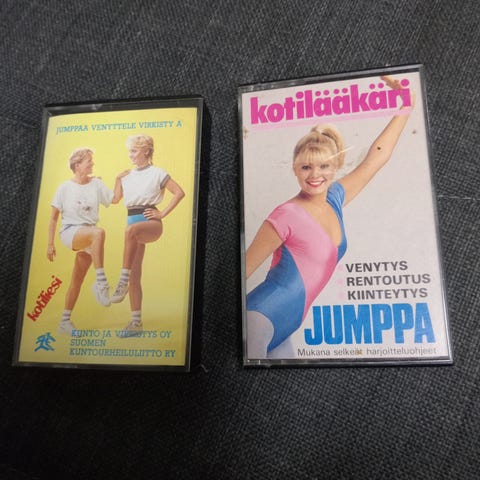 JUMPPAA VENYTTELE VIRKISTY A
kotiliesi
KUNTO JA VIRKISTYS OY
SUOMEN
KUNTOURHEILULIITTO RY
kotilääkäri
VENYTYS
RENTOUTUS
KIINTEYTYS
JUMPPA
Mukana selkeät harjoitteluohjeet